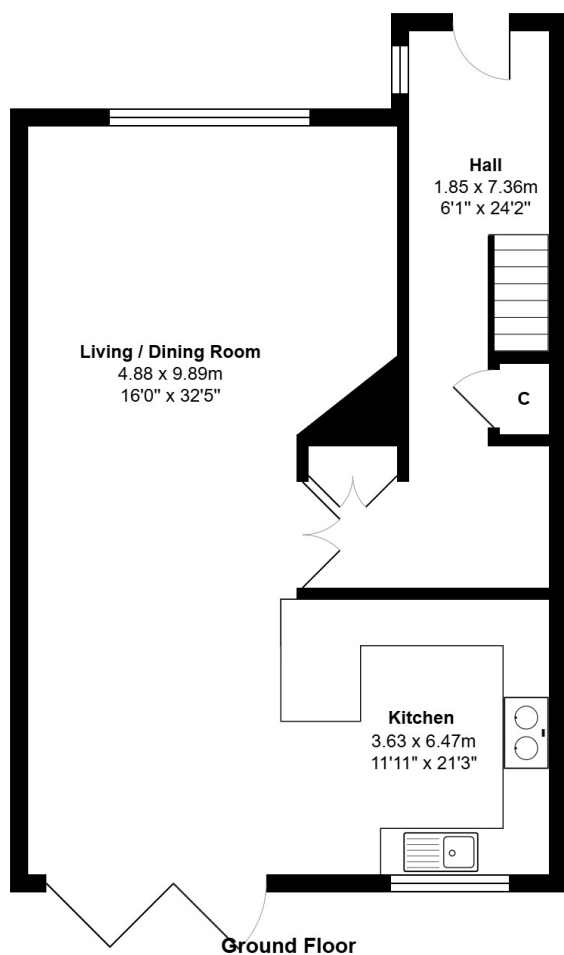 Hall
1.85 x 7.36m
6'1" x 24'2"
Living / Dining Room
4.88 x 9.89m
16'0" x 32'5"
C
Kitchen
3.63 x 6.47m
11'11" x 21'3"
Ground Floor